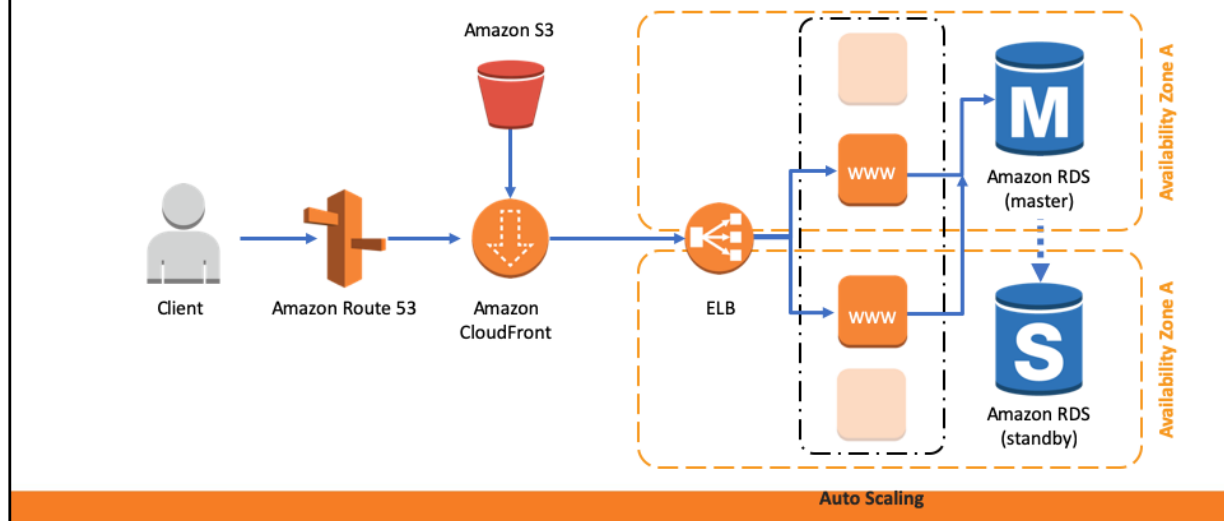 Amazon S3
Client
Amazon Route 53
Amazon
CloudFront
ELB
www
www
M
Amazon RDS
(master)
S
Amazon RDS
(standby)
Availability Zone A
Availability Zone A
Auto Scaling